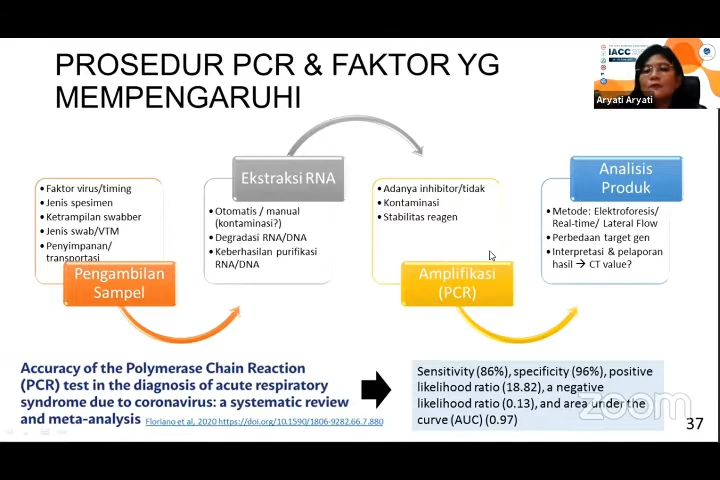 PROSEDUR PCR & FAKTOR YG
MEMPENGARUHI
IACC
Aryati Aryati
• Faktor virus/timing
• Jenis spesimen
• Ketrampilan swabber
• Jenis swab/VTM
• Penyimpanan/
transportasi
Pengambilan
Sampel
Ekstraksi RNA
• Otomatis / manual
(kontaminasi?)
• Degradasi RNA/DNA
• Keberhasilan purifikasi
RNA/DNA
• Adanya inhibitor/tidak
• Kontaminasi
• Stabilitas reagen
Amplifikasi
(PCR)
Analisis
Produk
• Metode: Elektroforesis/
Real-time/ Lateral Flow
• Perbedaan target gen
• Interpretasi & pelaporan
hasil → CT value?
Accuracy of the Polymerase Chain Reaction
(PCR) test in the diagnosis of acute respiratory
syndrome due to coronavirus: a systematic review
and meta-analysis Floriano et al, 2020 https://doi.org/10.1590/1806-9282.66.7.880
Sensitivity (86%), specificity (96%), positive
likelihood ratio (18.82), a negative
likelihood ratio (0.13), and area under the
curve (AUC) (0.97)
zoom
37